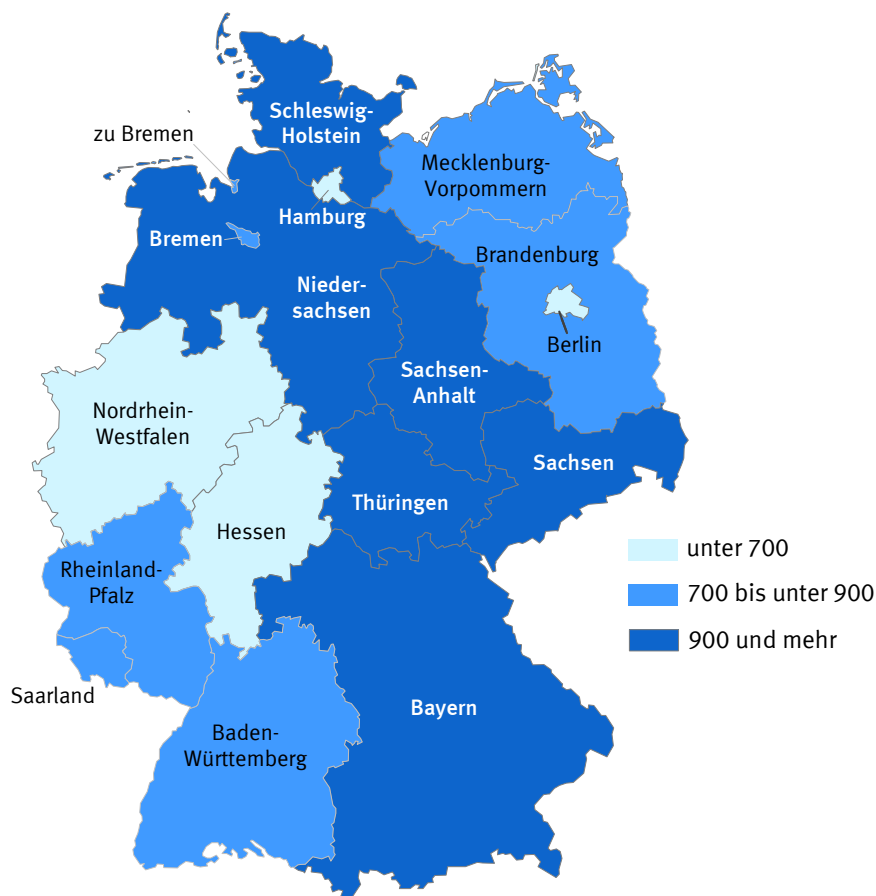 Schleswig-
Holstein
zu Bremen
Mecklenburg-
Vorpommern
Hamburg
Bremen
Brandenburg
Nieder-
sachsen
Berlin
Sachsen-
Anhalt
Nordrhein-
Westfalen
Sachsen
Thüringen
Hessen
unter 700
Rheinland-
Pfalz
700 bis unter 900
900 und mehr
Saarland
Bayern
Baden-
Württemberg